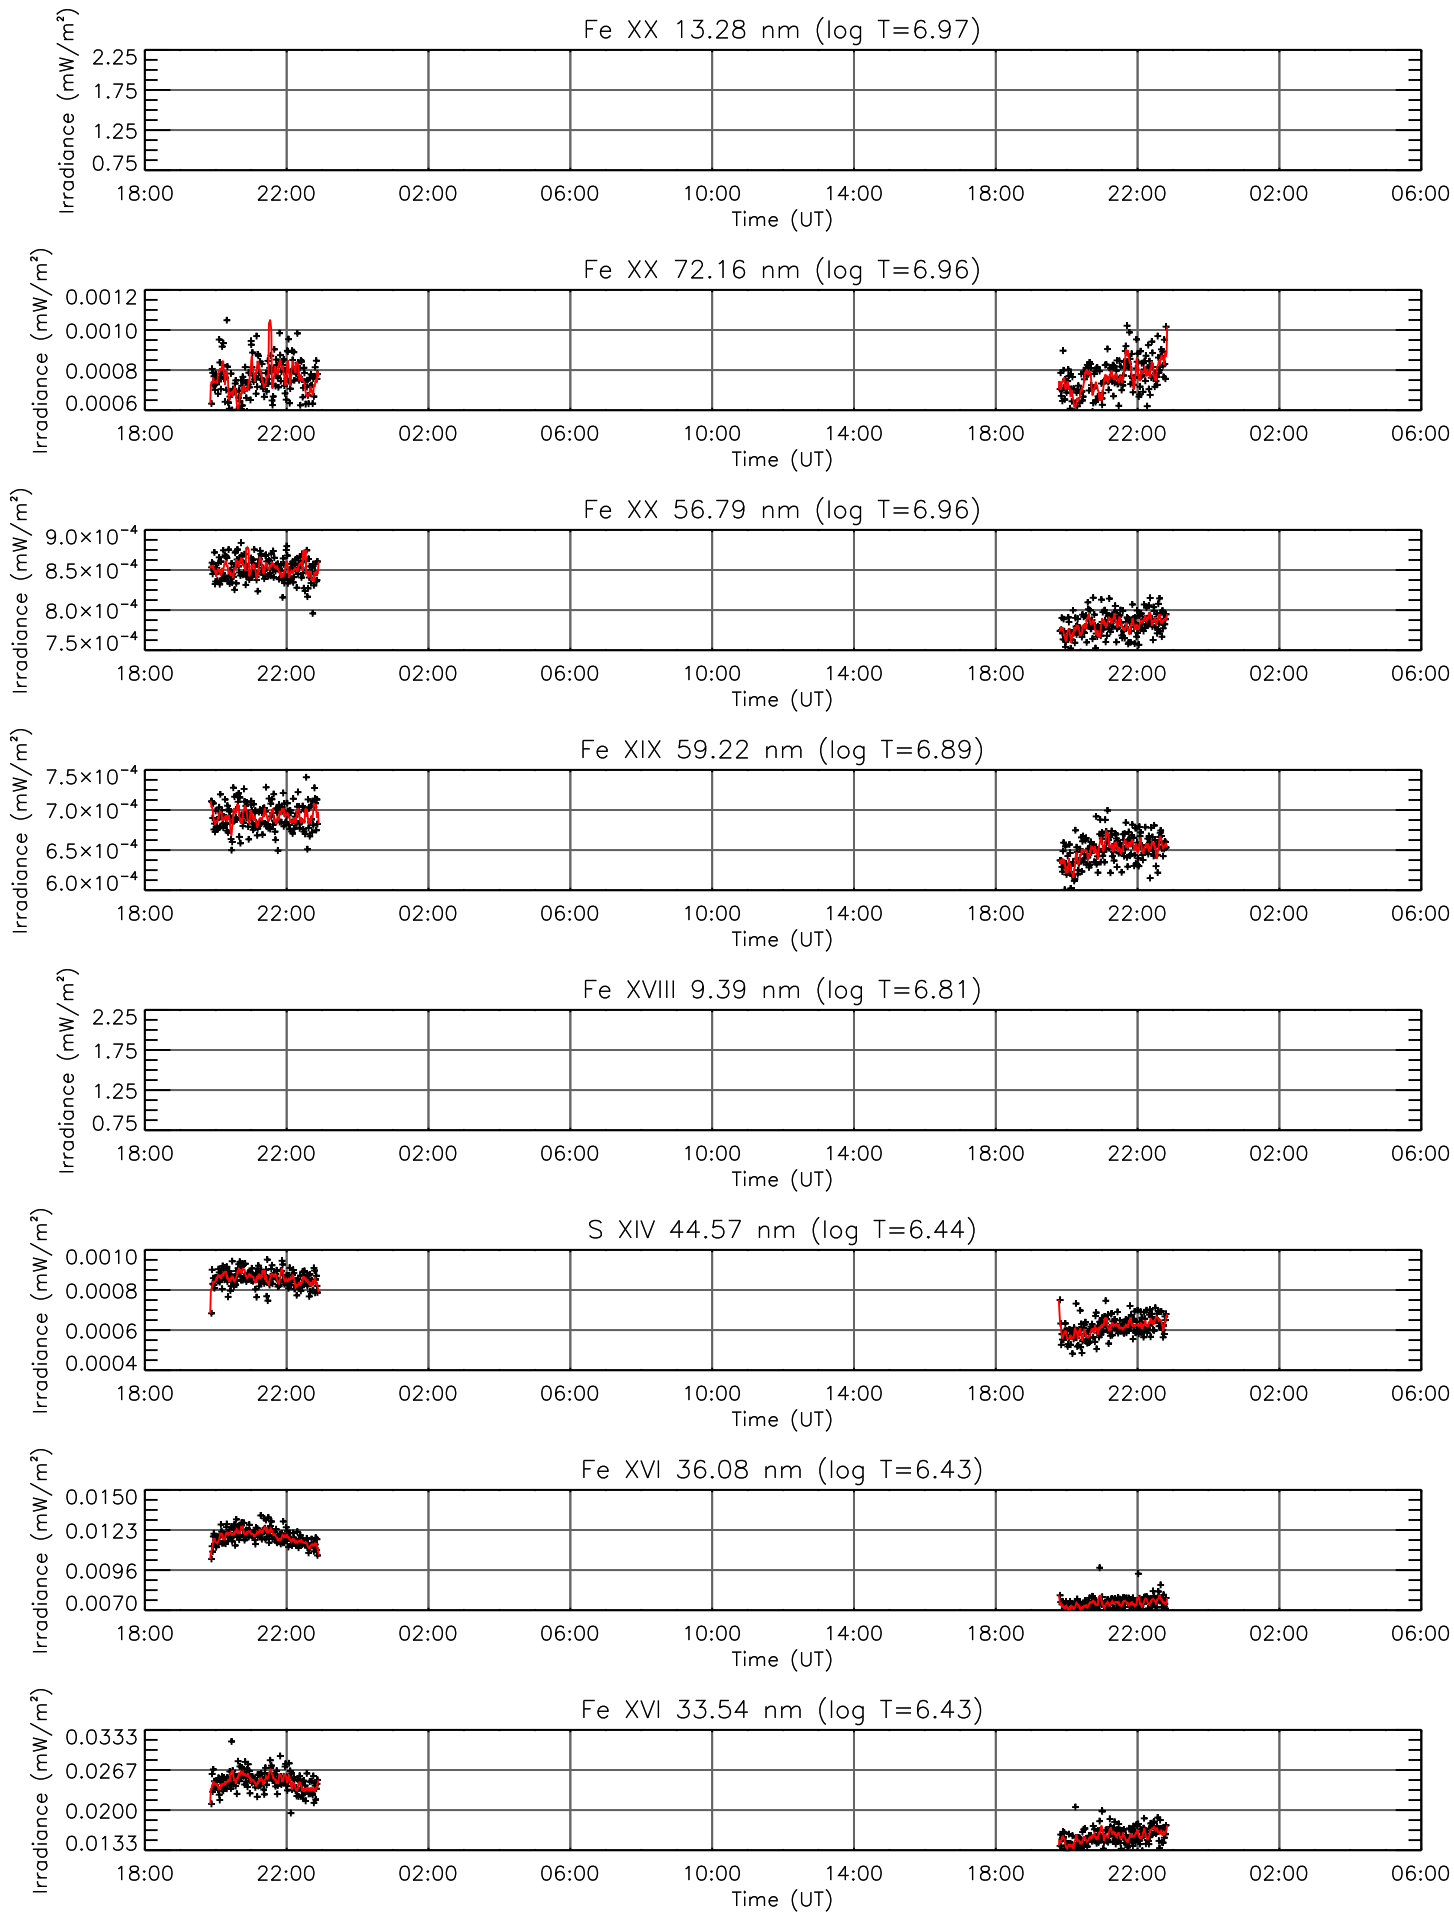 Fe XX 13.28 nm (log T=6.97)
Irradiance (mW/m²)
2.25
1.75
1.25
0.75
18:00 22:00 02:00 06:00 10:00 14:00 18:00 22:00 02:00 06:00
Time (UT)
Fe XX 72.16 nm (log T=6.96)
Irradiance (mW/m²)
0.0012
0.0010
0.0008
0.0006
18:00 22:00 02:00 06:00 10:00 14:00 18:00 22:00 02:00 06:00
Time (UT)
Fe XX 56.79 nm (log T=6.96)
Irradiance (mW/m²)
9.0×10⁻⁴
8.5×10⁻⁴
8.0×10⁻⁴
7.5×10⁻⁴
18:00 22:00 02:00 06:00 10:00 14:00 18:00 22:00 02:00 06:00
Time (UT)
Fe XIX 59.22 nm (log T=6.89)
Irradiance (mW/m²)
7.5×10⁻⁴
7.0×10⁻⁴
6.5×10⁻⁴
6.0×10⁻⁴
18:00 22:00 02:00 06:00 10:00 14:00 18:00 22:00 02:00 06:00
Time (UT)
Fe XVIII 9.39 nm (log T=6.81)
Irradiance (mW/m²)
2.25
1.75
1.25
0.75
18:00 22:00 02:00 06:00 10:00 14:00 18:00 22:00 02:00 06:00
Time (UT)
S XIV 44.57 nm (log T=6.44)
Irradiance (mW/m²)
0.0010
0.0008
0.0006
0.0004
18:00 22:00 02:00 06:00 10:00 14:00 18:00 22:00 02:00 06:00
Time (UT)
Fe XVI 36.08 nm (log T=6.43)
Irradiance (mW/m²)
0.0150
0.0123
0.0096
0.0070
18:00 22:00 02:00 06:00 10:00 14:00 18:00 22:00 02:00 06:00
Time (UT)
Fe XVI 33.54 nm (log T=6.43)
Irradiance (mW/m²)
0.0333
0.0267
0.0200
0.0133
18:00 22:00 02:00 06:00 10:00 14:00 18:00 22:00 02:00 06:00
Time (UT)